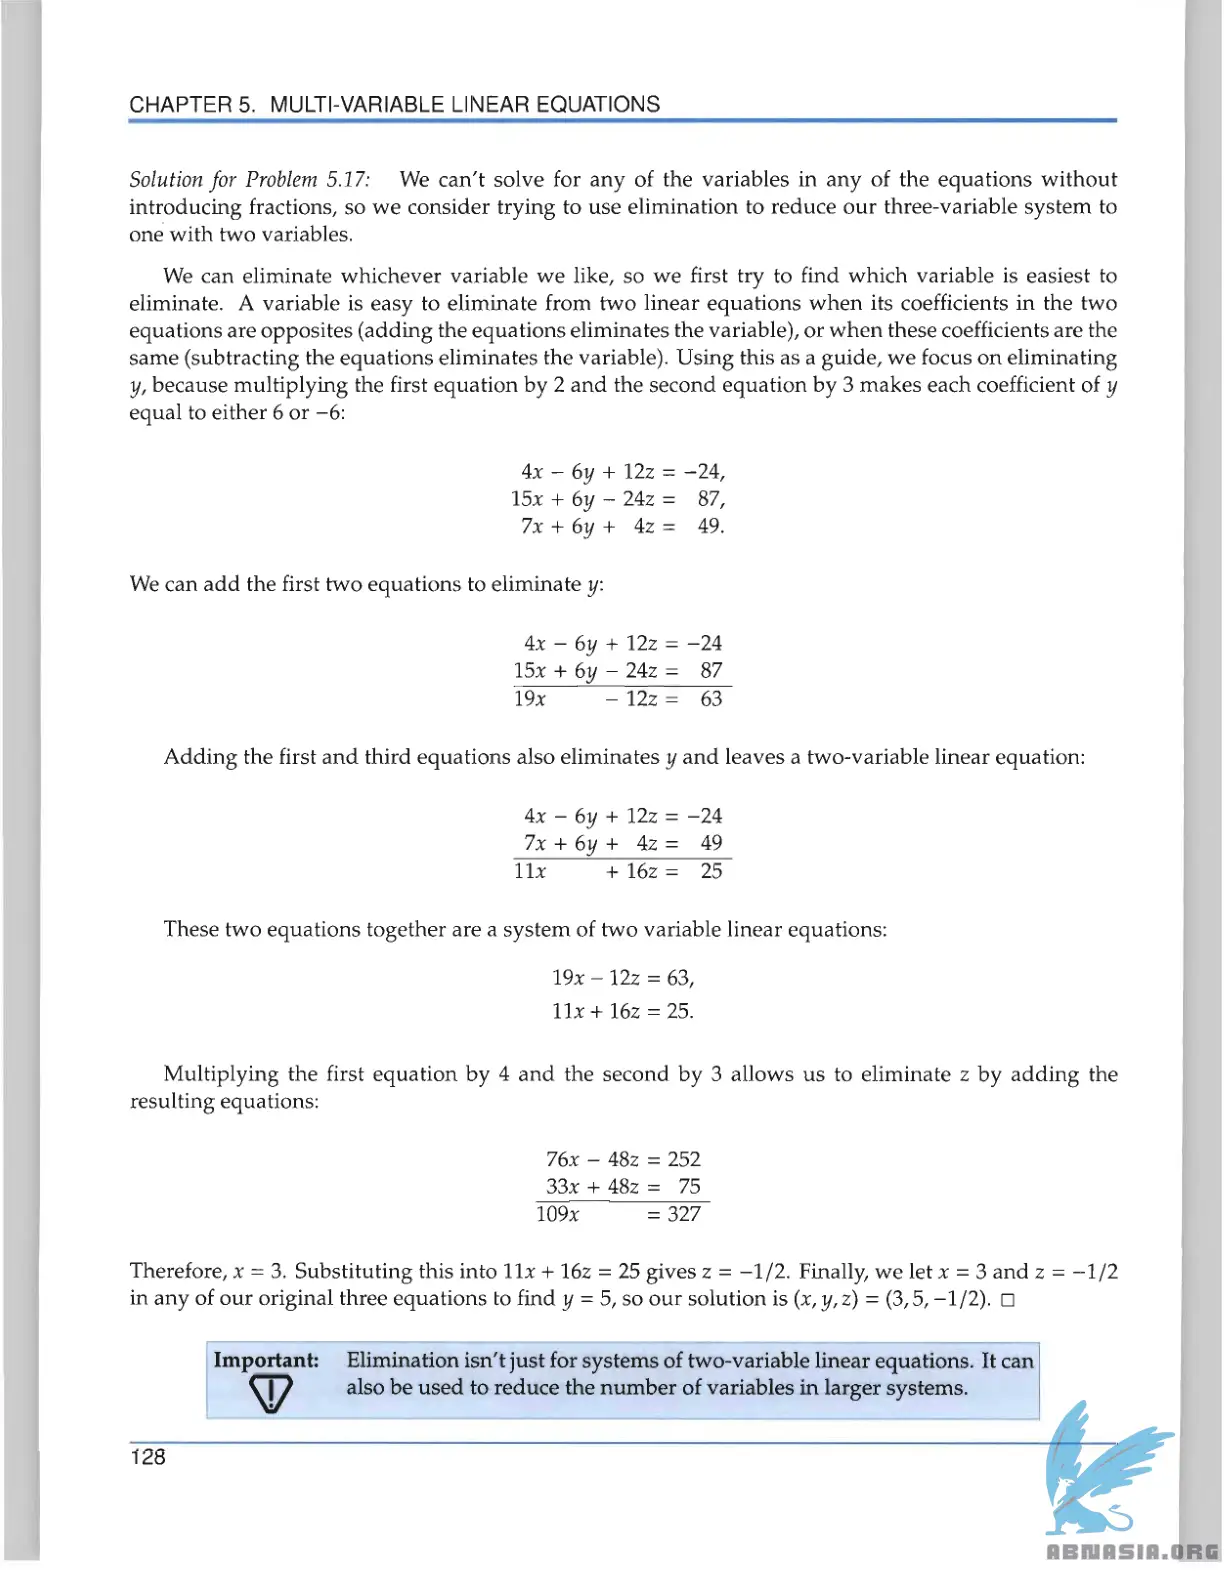 CHAPTER 5. MULTI-VARIABLE LINEAR EQUATIONS
Solution for Problem 5.17: We can't solve for any of the variables in any of the equations without
introducing fractions, so we consider trying to use elimination to reduce our three-variable system to
one with two variables.
We can eliminate whichever variable we like, so we first try to find which variable is easiest to
eliminate. A variable is easy to eliminate from two linear equations when its coefficients in the two
equations are opposites (adding the equations eliminates the variable), or when these coefficients are the
same (subtracting the equations eliminates the variable). Using this as a guide, we focus on eliminating
y, because multiplying the first equation by 2 and the second equation by 3 makes each coefficient of y
equal to either 6 or −6:
4x − 6y + 12z = −24,
15x + 6y − 24z = 87,
7x + 6y + 4z = 49.
We can add the first two equations to eliminate y:
4x − 6y + 12z = −24
15x + 6y − 24z = 87
19x − 12z = 63
Adding the first and third equations also eliminates y and leaves a two-variable linear equation:
4x − 6y + 12z = −24
7x + 6y + 4z = 49
11x + 16z = 25
These two equations together are a system of two variable linear equations:
19x − 12z = 63,
11x + 16z = 25.
Multiplying the first equation by 4 and the second by 3 allows us to eliminate z by adding the
resulting equations:
76x − 48z = 252
33x + 48z = 75
109x = 327
Therefore, x = 3. Substituting this into 11x + 16z = 25 gives z = −1/2. Finally, we let x = 3 and z = −1/2
in any of our original three equations to find y = 5, so our solution is (x, y, z) = (3, 5, −1/2). □
Important: Elimination isn't just for systems of two-variable linear equations. It can
also be used to reduce the number of variables in larger systems.
128
ABMASIA.ORG